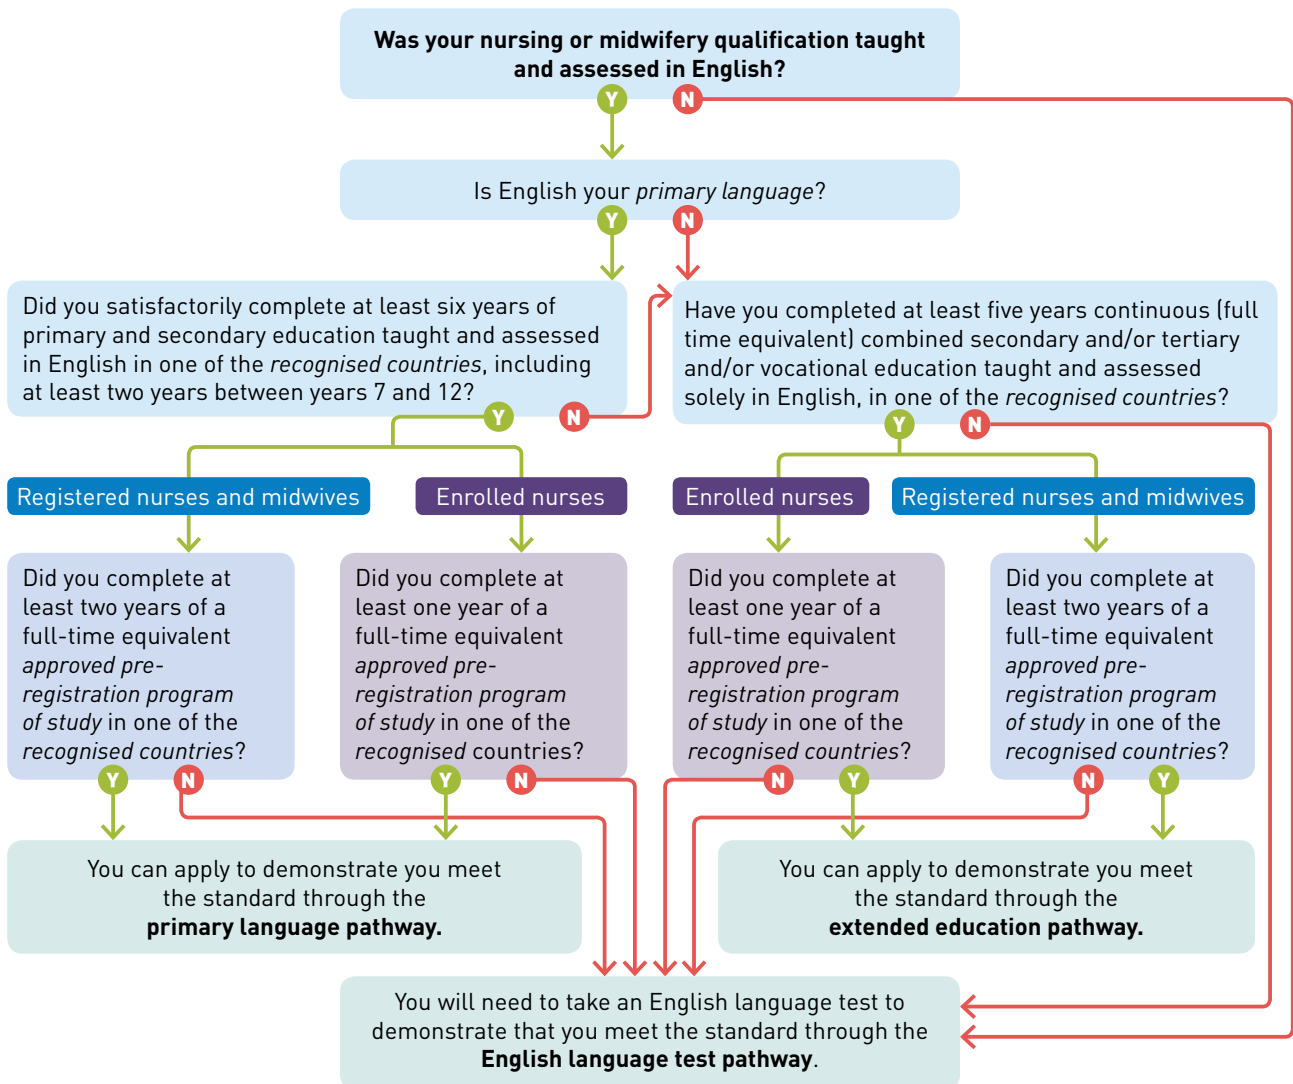 Was your nursing or midwifery qualification taught
and assessed in English?
Y
N
Is English your primary language?
Y
N
Did you satisfactorily complete at least six years of
primary and secondary education taught and assessed
in English in one of the recognised countries, including
at least two years between years 7 and 12?
Y
N
Have you completed at least five years continuous (full
time equivalent) combined secondary and/or tertiary
and/or vocational education taught and assessed
solely in English, in one of the recognised countries?
Y
N
Registered nurses and midwives
Enrolled nurses
Enrolled nurses
Registered nurses and midwives
Did you complete at
least two years of a
full-time equivalent
approved pre-
registration program
of study in one of the
recognised countries?
Y
N
Did you complete at
least one year of a
full-time equivalent
approved pre-
registration program
of study in one of the
recognised countries?
Y
N
Did you complete at
least one year of a
full-time equivalent
approved pre-
registration program
of study in one of the
recognised countries?
N
Y
Did you complete at
least two years of a
full-time equivalent
approved pre-
registration program
of study in one of the
recognised countries?
N
Y
You can apply to demonstrate you meet
the standard through the
primary language pathway.
You can apply to demonstrate you meet
the standard through the
extended education pathway.
You will need to take an English language test to
demonstrate that you meet the standard through the
English language test pathway.